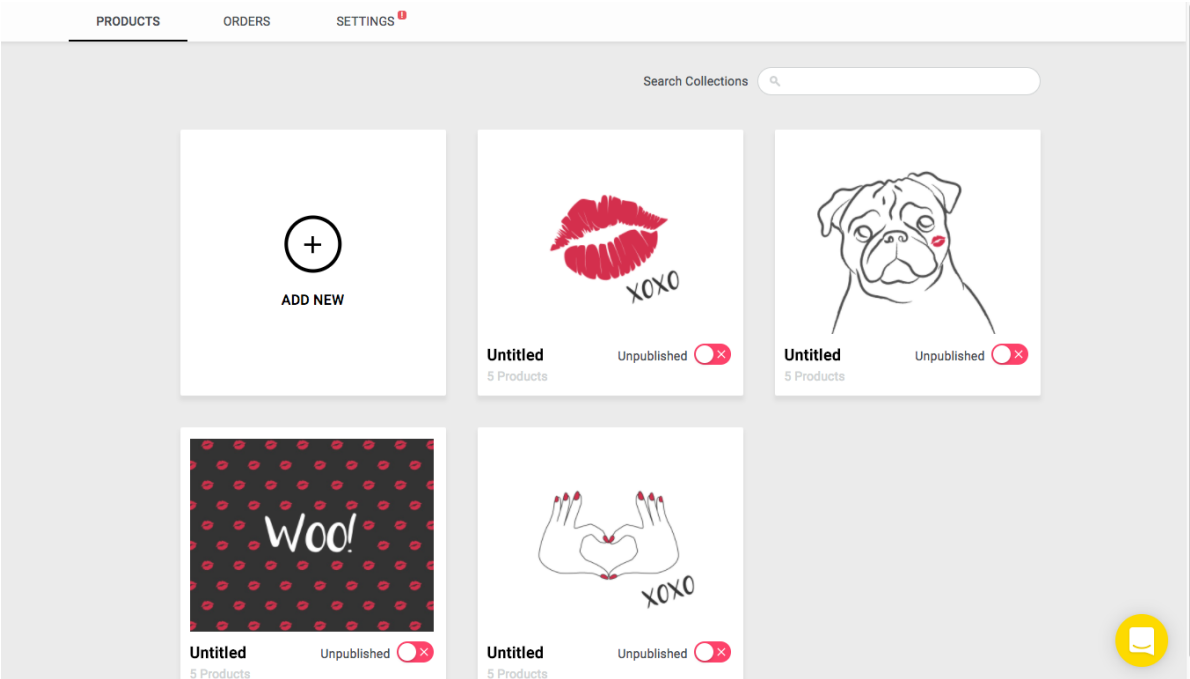 PRODUCTS ORDERS SETTINGS !
Search Collections
+
ADD NEW
XOXO
Untitled Unpublished
5 Products
Untitled Unpublished
5 Products
Woo!
Untitled Unpublished
5 Products
XOXO
Untitled Unpublished
5 Products